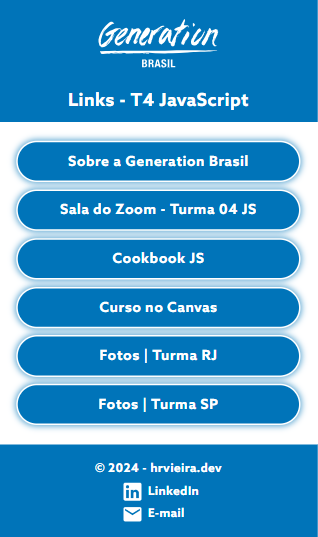 Generation
BRASIL
Links - T4 JavaScript
Sobre a Generation Brasil
Sala do Zoom - Turma 04 JS
Cookbook JS
Curso no Canvas
Fotos | Turma RJ
Fotos | Turma SP
© 2024 - hrvieira.dev
in LinkedIn
E-mail